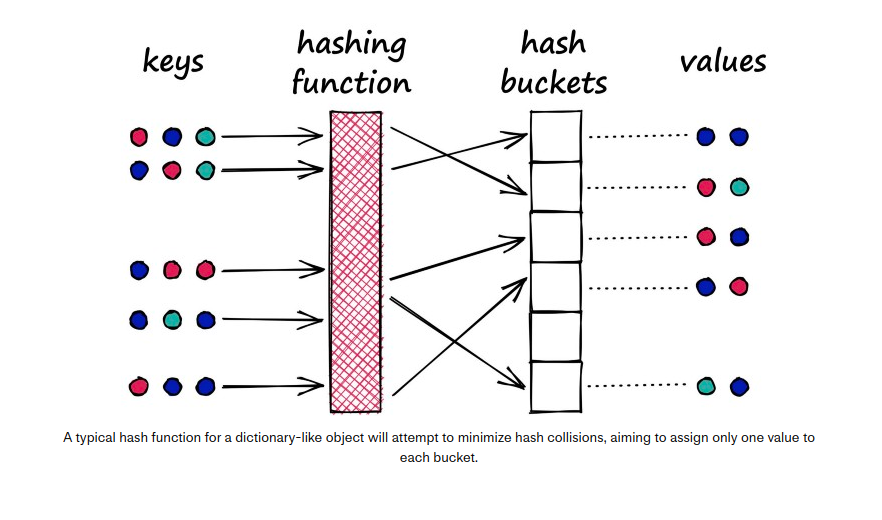 keys
hashing
function
hash
buckets
values
A typical hash function for a dictionary-like object will attempt to minimize hash collisions, aiming to assign only one value to
each bucket.